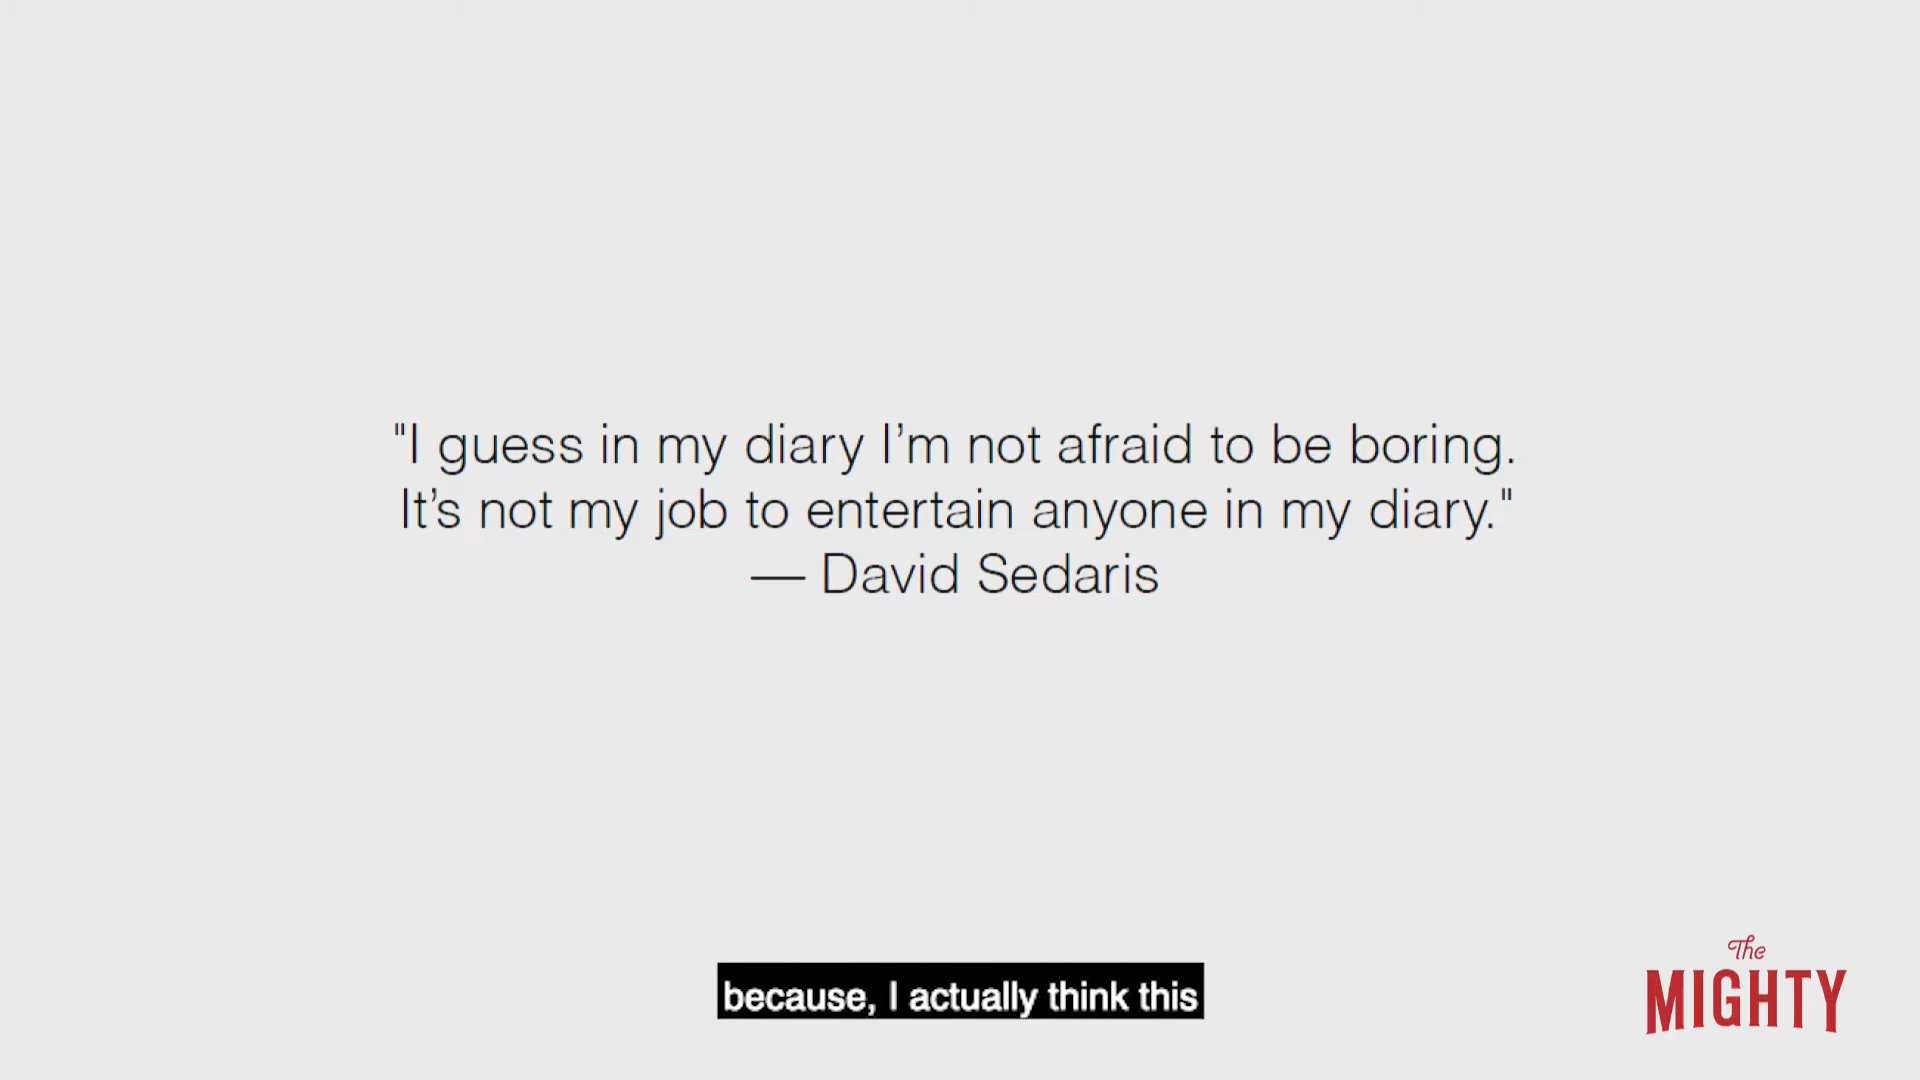 "I guess in my diary I’m not afraid to be boring.
It’s not my job to entertain anyone in my diary."
— David Sedaris
because, I actually think this
The
MIGHTY